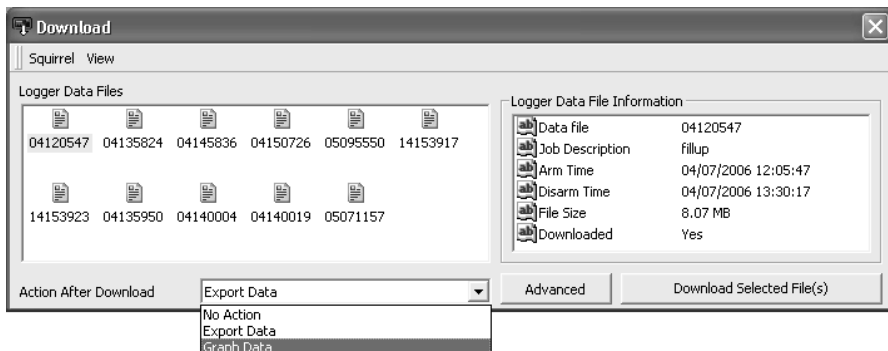 Download
Squirrel View
Logger Data Files
04120547 04135824 04145836 04150726 05095550 14153917
14153923 04135950 04140004 04140019 05071157
Logger Data File Information
Data file 04120547
Job Description fillup
Arm Time 04/07/2006 12:05:47
Disarm Time 04/07/2006 13:30:17
File Size 8.07 MB
Downloaded Yes
Action After Download Export Data
Advanced Download Selected File(s)
No Action
Export Data
Graph Data